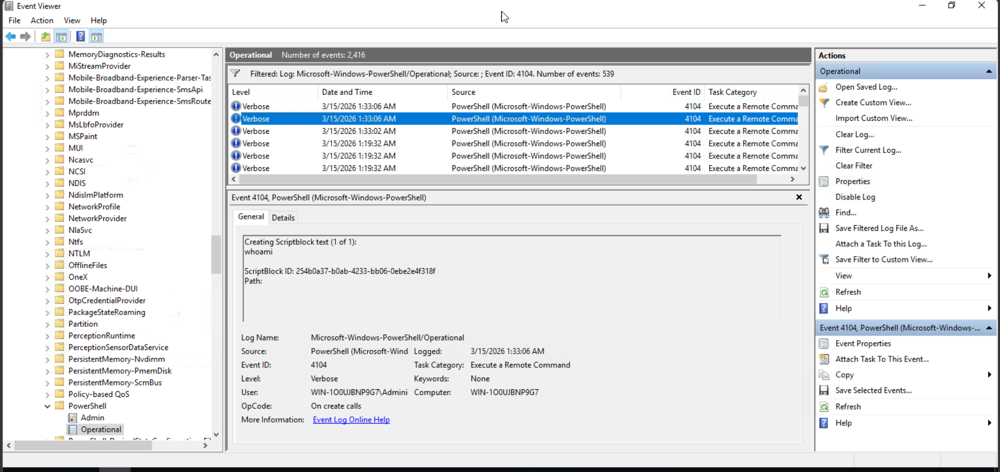 Event Viewer
File Action View Help
MemoryDiagnostics-Results
MiStreamProvider
Mobile-Broadband-Experience-Parser-Tas
Mobile-Broadband-Experience-SmsApi
Mobile-Broadband-Experience-SmsRoute
Mprddm
MsLbfoProvider
MSPaint
MUI
Ncasvc
NCSI
NDIS
NdisImPlatform
NetworkProfile
NetworkProvider
NlaSvc
Ntfs
NTLM
OfflineFiles
OneX
OOBE-Machine-DUI
OtpCredentialProvider
PackageStateRoaming
Partition
PerceptionRuntime
PerceptionSensorDataService
PersistentMemory-Nvdimm
PersistentMemory-PmemDisk
PersistentMemory-ScmBus
Policy-based QoS
PowerShell
Admin
Operational
Operational Number of events: 2,416
Filtered: Log: Microsoft-Windows-PowerShell/Operational; Source: ; Event ID: 4104. Number of events: 539
Level Date and Time Source Event ID Task Category
Verbose 3/15/2026 1:33:06 AM PowerShell (Microsoft-Windows-PowerShell) 4104 Execute a Remote Comma
Verbose 3/15/2026 1:33:06 AM PowerShell (Microsoft-Windows-PowerShell) 4104 Execute a Remote Comma
Verbose 3/15/2026 1:33:02 AM PowerShell (Microsoft-Windows-PowerShell) 4104 Execute a Remote Comma
Verbose 3/15/2026 1:19:32 AM PowerShell (Microsoft-Windows-PowerShell) 4104 Execute a Remote Comma
Verbose 3/15/2026 1:19:32 AM PowerShell (Microsoft-Windows-PowerShell) 4104 Execute a Remote Comma
Verbose 3/15/2026 1:19:32 AM PowerShell (Microsoft-Windows-PowerShell) 4104 Execute a Remote Comma
Event 4104, PowerShell (Microsoft-Windows-PowerShell)
General Details
Creating Scriptblock text (1 of 1):
whoami
ScriptBlock ID: 254b0a37-b0ab-4233-bb06-0ebe2e4f318f
Path:
Log Name: Microsoft-Windows-PowerShell/Operational
Source: PowerShell (Microsoft-Wind Logged: 3/15/2026 1:33:06 AM
Event ID: 4104 Task Category: Execute a Remote Command
Level: Verbose Keywords: None
User: WIN-1O0UJBNP9G7\Admini Computer: WIN-1O0UJBNP9G7
OpCode: On create calls
More Information: Event Log Online Help
Actions
Operational
Open Saved Log...
Create Custom View...
Import Custom View...
Clear Log...
Filter Current Log...
Clear Filter
Properties
Disable Log
Find...
Save Filtered Log File As...
Attach a Task To this Log...
Save Filter to Custom View...
View
Refresh
Help
Event 4104, PowerShell (Microsoft-Windows-...
Event Properties
Attach Task To This Event...
Copy
Save Selected Events...
Refresh
Help